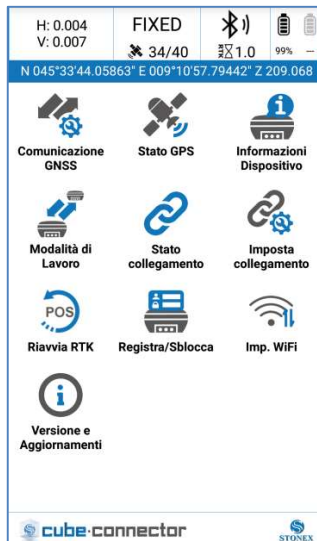 H: 0.004
V: 0.007
FIXED
34/40
RTK 1.0
99%
--
N 045°33'44.05863" E 009°10'57.79442" Z 209.068
Comunicazione
GNSS
Stato GPS
Informazioni
Dispositivo
Modalità di
Lavoro
Stato
collegamento
Imposta
collegamento
POS
Riavvia RTK
Registra/Sblocca
Imp. WiFi
Versione e
Aggiornamenti
cube-connector
STONEX